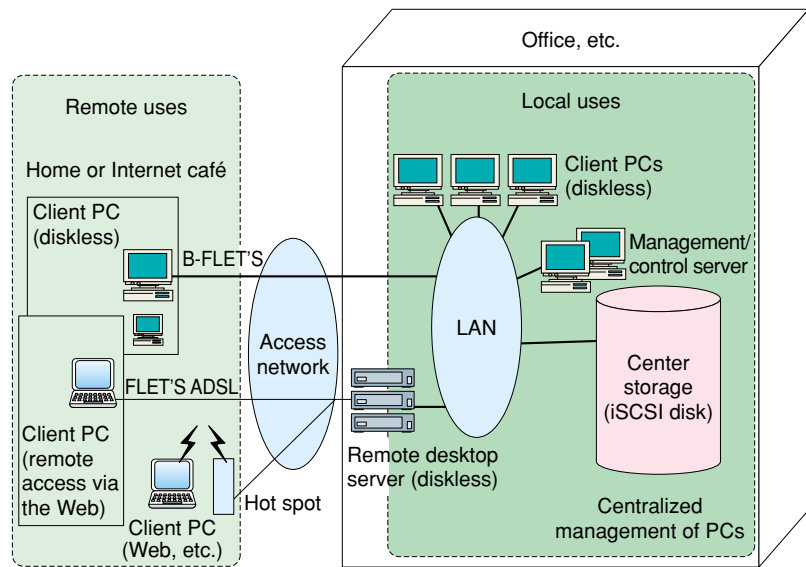 Office, etc.
Remote uses
Local uses
Home or Internet café
Client PC
(diskless)
Client PCs
(diskless)
B-FLET'S
Management/
control server
Access
network
LAN
Center
storage
(iSCSI disk)
FLET'S ADSL
Client PC
(remote
access via
the Web)
Remote desktop
server (diskless)
Hot spot
Client PC
(Web, etc.)
Centralized
management of PCs